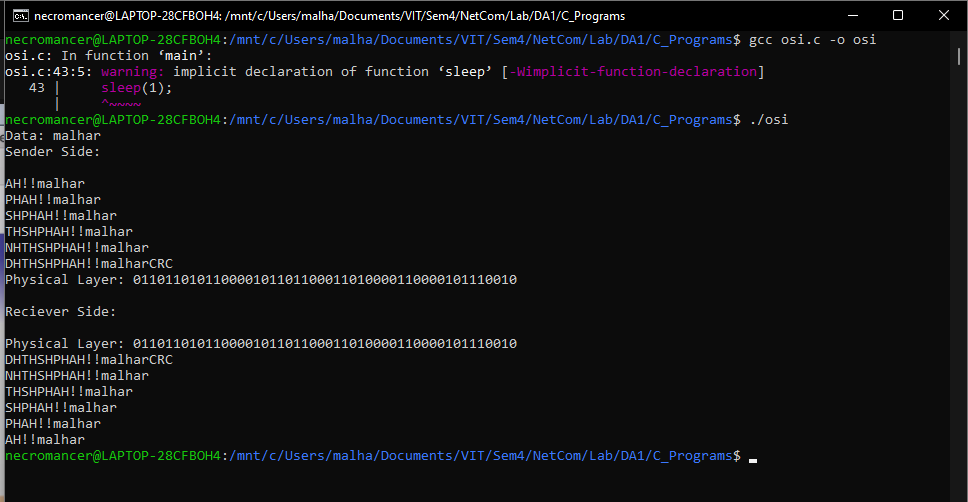 necromancer@LAPTOP-28CFBOH4: /mnt/c/Users/malha/Documents/VIT/Sem4/NetCom/Lab/DA1/C_Programs
necromancer@LAPTOP-28CFBOH4:/mnt/c/Users/malha/Documents/VIT/Sem4/NetCom/Lab/DA1/C_Programs$ gcc osi.c -o osi
osi.c: In function ‘main’:
osi.c:43:5: warning: implicit declaration of function ‘sleep’ [-Wimplicit-function-declaration]
   43 |     sleep(1);
      |     ^~~~~
necromancer@LAPTOP-28CFBOH4:/mnt/c/Users/malha/Documents/VIT/Sem4/NetCom/Lab/DA1/C_Programs$ ./osi
Data: malhar
Sender Side:
AH!!malhar
PHAH!!malhar
SHPHAH!!malhar
THSHPHAH!!malhar
NHTHSHPHAH!!malhar
DHTHSHPHAH!!malharCRC
Physical Layer: 011011010110000101101100011010000110000101110010
Reciever Side:
Physical Layer: 011011010110000101101100011010000110000101110010
DHTHSHPHAH!!malharCRC
NHTHSHPHAH!!malhar
THSHPHAH!!malhar
SHPHAH!!malhar
PHAH!!malhar
AH!!malhar
necromancer@LAPTOP-28CFBOH4:/mnt/c/Users/malha/Documents/VIT/Sem4/NetCom/Lab/DA1/C_Programs$